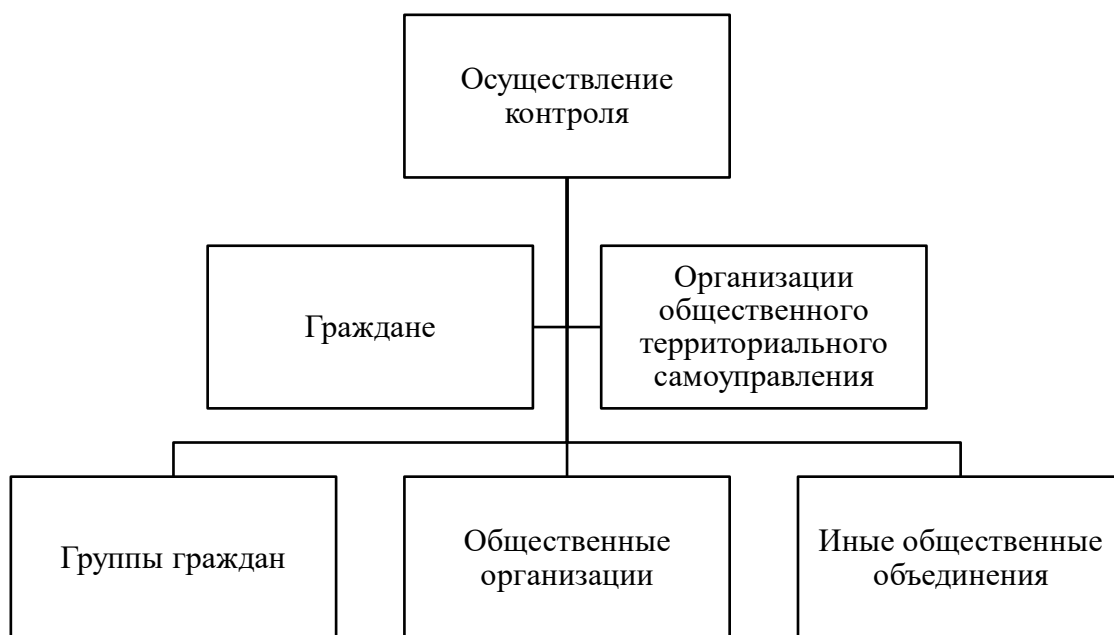 Осуществление
контроля
Граждане
Организации
общественного
территориального
самоуправления
Группы граждан
Общественные
организации
Иные общественные
объединения